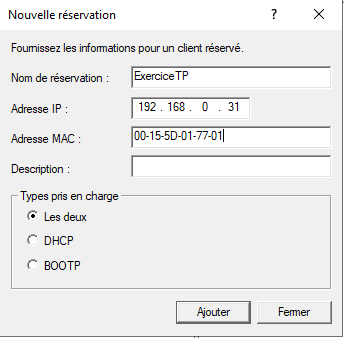 Nouvelle réservation ?
Fournissez les informations pour un client réservé.
Nom de réservation : ExerciceTP
Adresse IP : 192 . 168 . 0 . 31
Adresse MAC : 00-15-5D-01-77-01
Description :
Types pris en charge
Les deux
DHCP
BOOTP
Ajouter Fermer